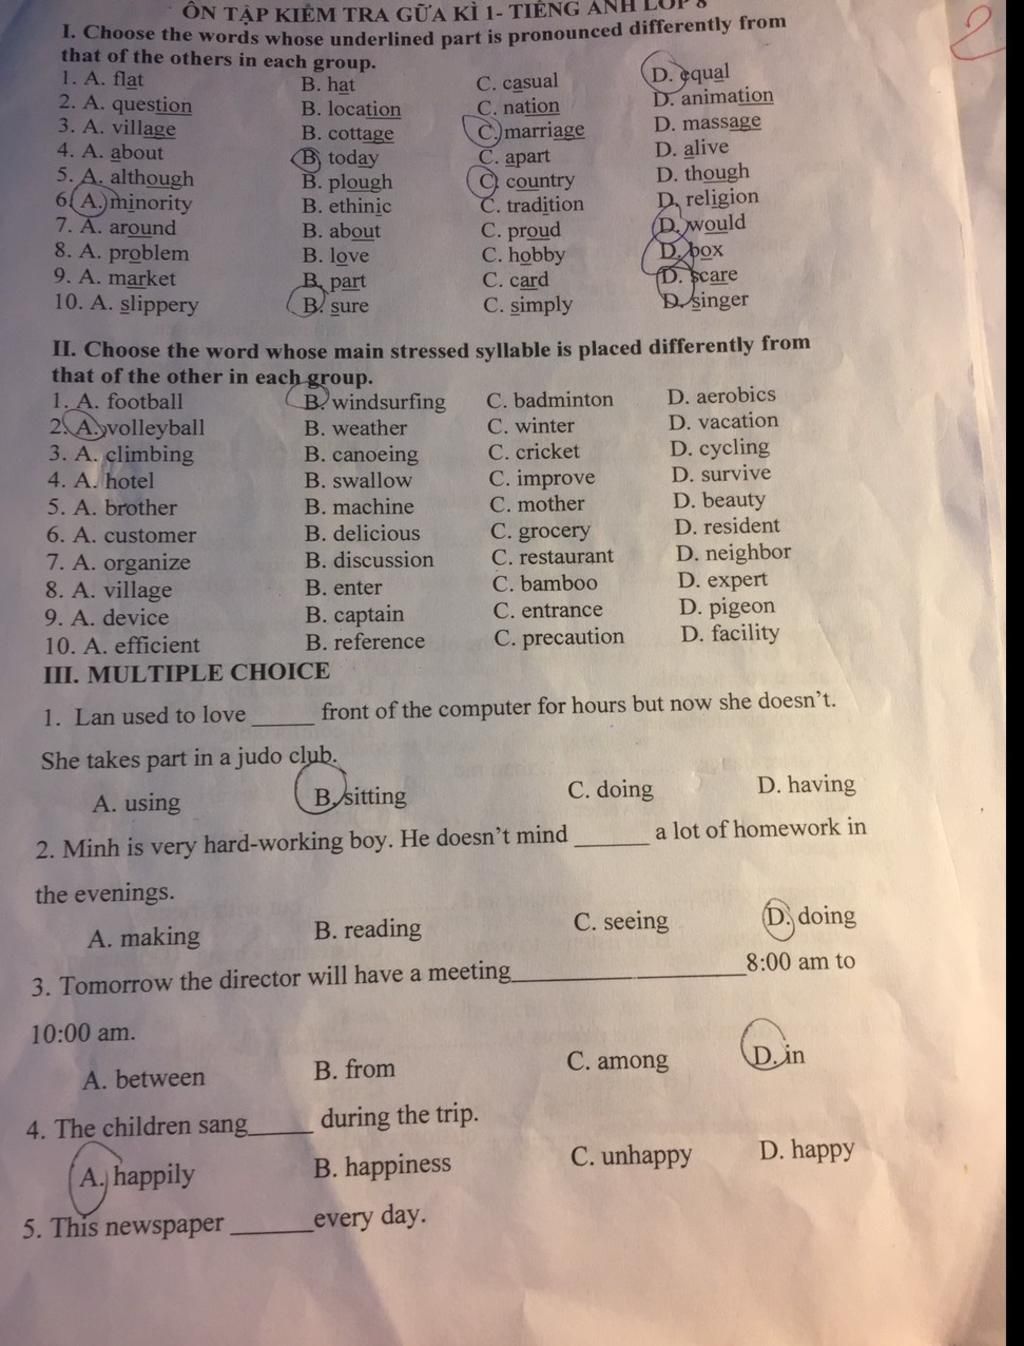 ÔN TẬP KIỂM TRA GỮA KÌ 1- TIẾNG ANH LỚP 8
2
I. Choose the words whose underlined part is pronounced differently from
that of the others in each group.
1. A. flat B. hat C. casual D. equal
2. A. question B. location C. nation D. animation
3. A. village B. cottage C. marriage D. massage
4. A. about B. today C. apart D. alive
5. A. although B. plough C. country D. though
6. A. minority B. ethinic C. tradition D. religion
7. A. around B. about C. proud D. would
8. A. problem B. love C. hobby D. box
9. A. market B. part C. card D. scare
10. A. slippery B. sure C. simply D. singer
II. Choose the word whose main stressed syllable is placed differently from
that of the other in each group.
1. A. football B. windsurfing C. badminton D. aerobics
2. A. volleyball B. weather C. winter D. vacation
3. A. climbing B. canoeing C. cricket D. cycling
4. A. hotel B. swallow C. improve D. survive
5. A. brother B. machine C. mother D. beauty
6. A. customer B. delicious C. grocery D. resident
7. A. organize B. discussion C. restaurant D. neighbor
8. A. village B. enter C. bamboo D. expert
9. A. device B. captain C. entrance D. pigeon
10. A. efficient B. reference C. precaution D. facility
III. MULTIPLE CHOICE
1. Lan used to love _____ front of the computer for hours but now she doesn't.
She takes part in a judo club.
A. using B. sitting C. doing D. having
2. Minh is very hard-working boy. He doesn't mind ______ a lot of homework in
the evenings.
A. making B. reading C. seeing D. doing
3. Tomorrow the director will have a meeting____________________8:00 am to
10:00 am.
A. between B. from C. among D. in
4. The children sang_____ during the trip.
A. happily B. happiness C. unhappy D. happy
5. This newspaper ______every day.